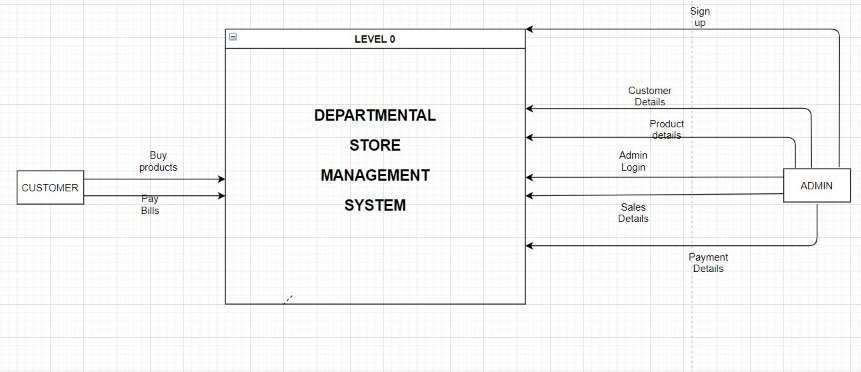 Sign
up
LEVEL 0
Customer
Details
DEPARTMENTAL
STORE
MANAGEMENT
SYSTEM
Product
details
Buy
products
Admin
Login
CUSTOMER
ADMIN
Pay
Bills
Sales
Details
Payment
Details